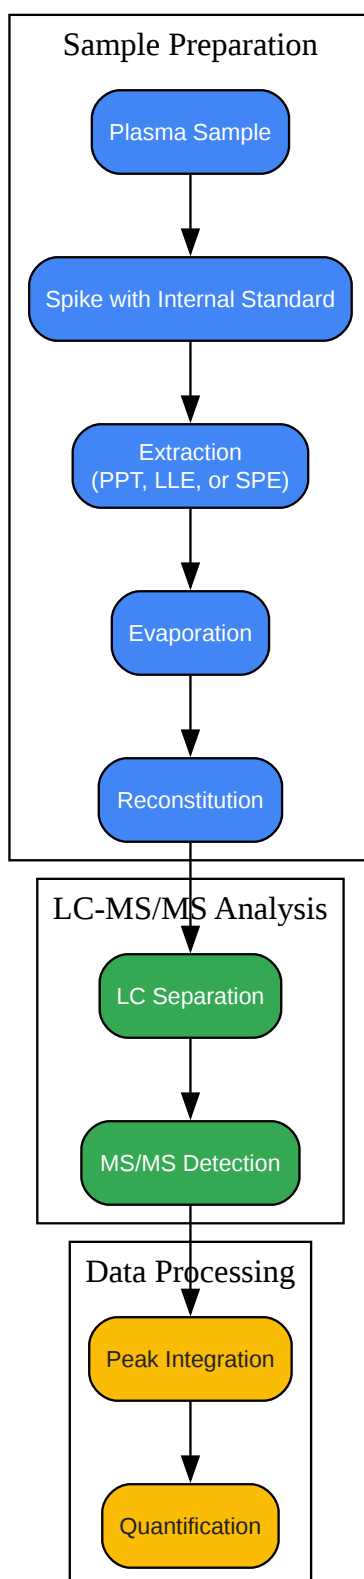 Sample Preparation
Plasma Sample
Spike with Internal Standard
Extraction
(PPT, LLE, or SPE)
Evaporation
Reconstitution
LC-MS/MS Analysis
LC Separation
MS/MS Detection
Data Processing
Peak Integration
Quantification